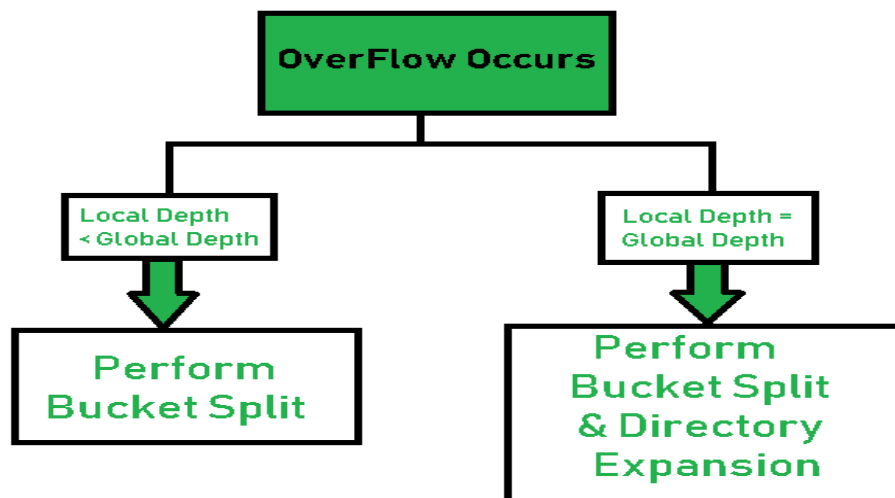 OverFlow Occurs
Local Depth
< Global Depth
Local Depth =
Global Depth
Perform
Bucket Split
Perform
Bucket Split
& Directory
Expansion